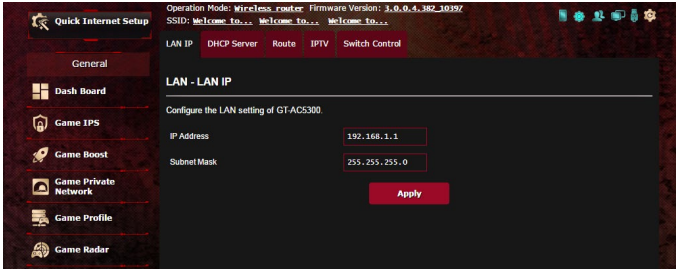 Quick Internet Setup
Operation Mode: Wireless router Firmware Version: 3.0.0.4.382_10397
SSID: Welcome to... Welcome to... Welcome to...
LAN IP DHCP Server Route IPTV Switch Control
General
Dash Board
Game IPS
Game Boost
Game Private
Network
Game Profile
Game Radar
LAN - LAN IP
Configure the LAN setting of GT-AC5300.
IP Address 192.168.1.1
Subnet Mask 255.255.255.0
Apply